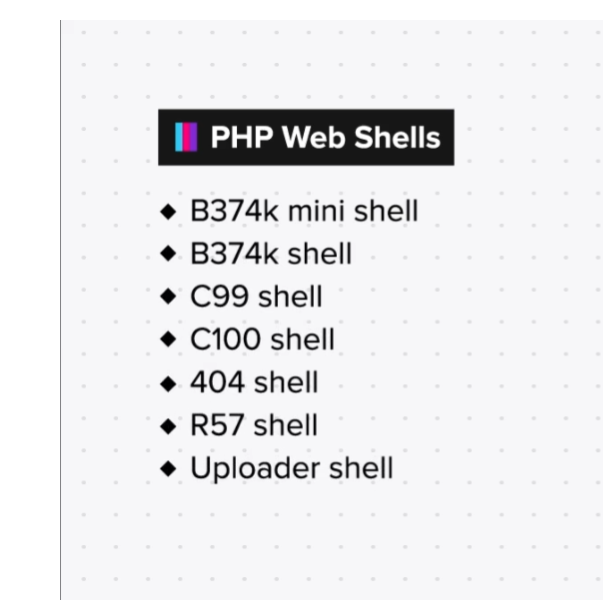 PHP Web Shells
◆ B374k mini shell
◆ B374k shell
◆ C99 shell
◆ C100 shell
◆ 404 shell
◆ R57 shell
◆ Uploader shell